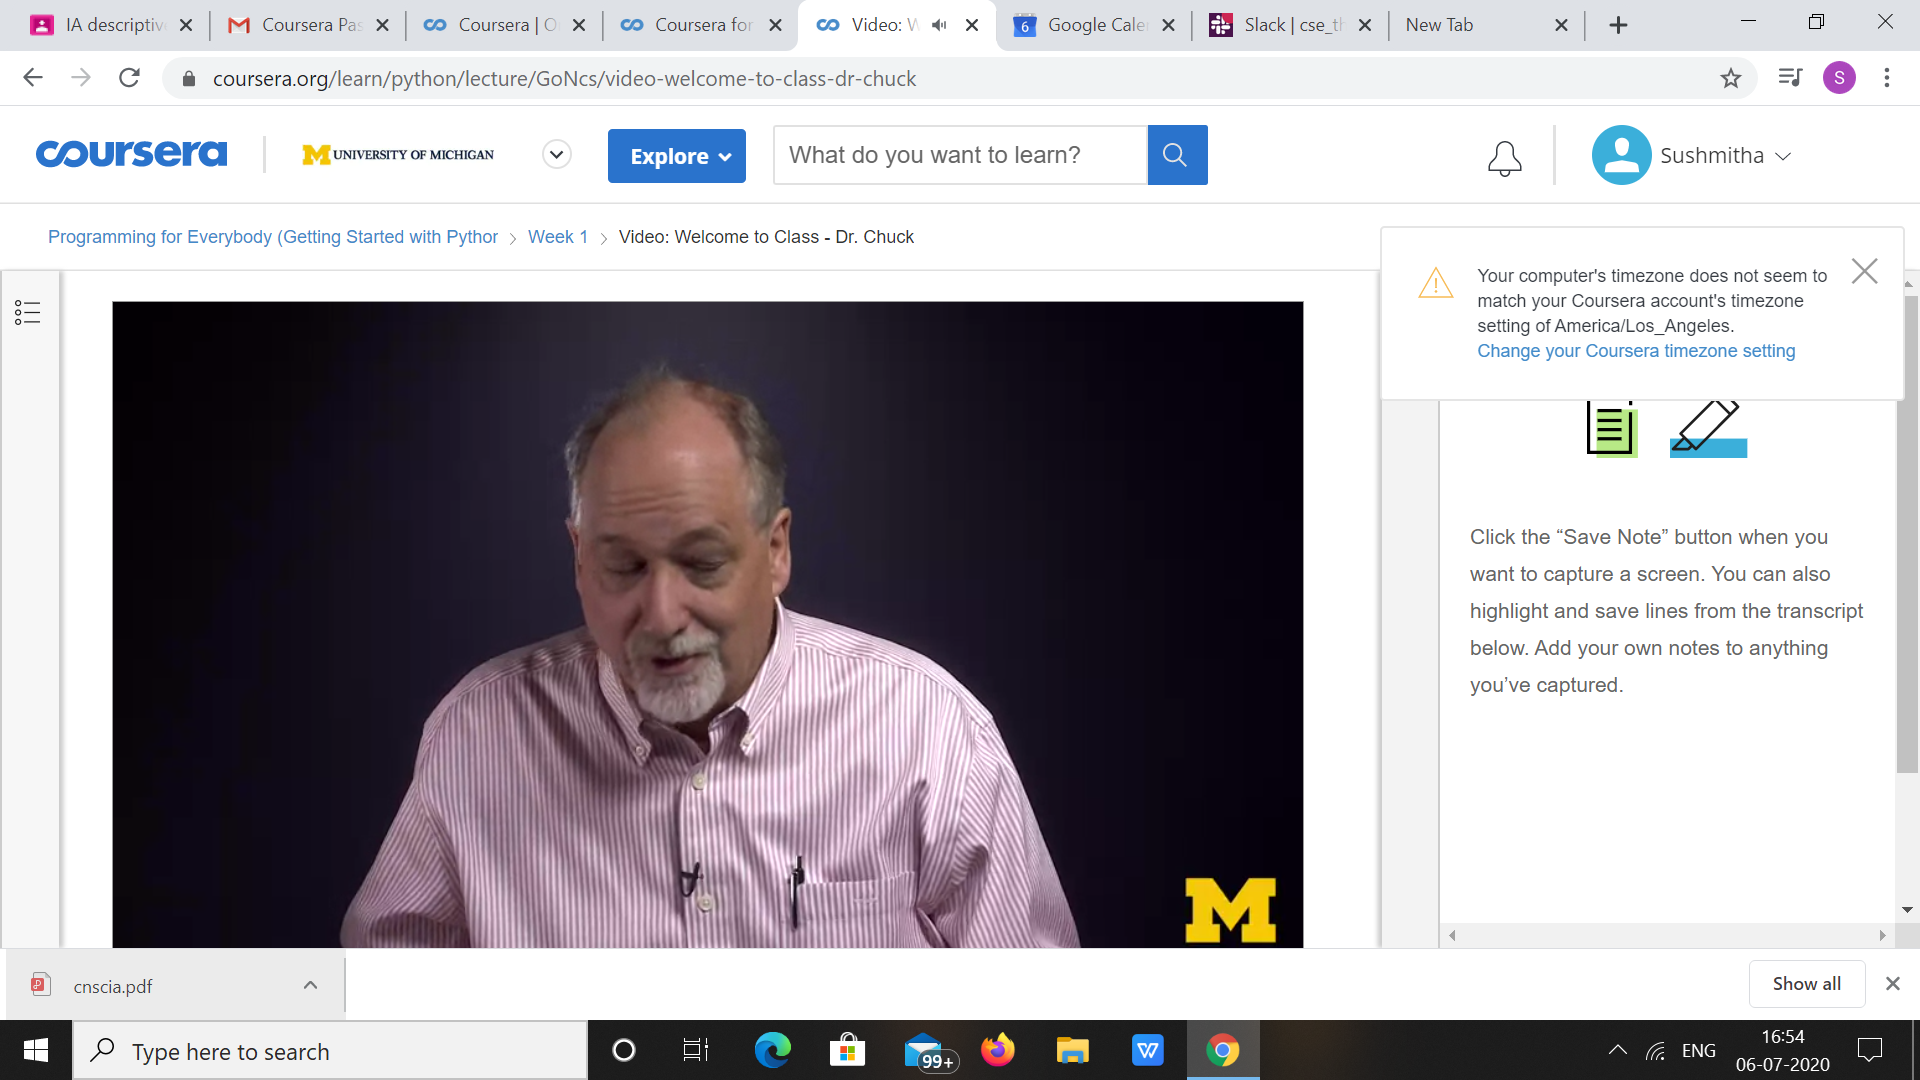 IA descriptiv
Coursera Pas
Coursera | O
Coursera for
Video: W
Google Caler
Slack | cse_th
New Tab
coursera.org/learn/python/lecture/GoNcs/video-welcome-to-class-dr-chuck
S
coursera
M UNIVERSITY OF MICHIGAN
Explore
What do you want to learn?
Sushmitha
Programming for Everybody (Getting Started with Python
Week 1
Video: Welcome to Class - Dr. Chuck
Your computer's timezone does not seem to
match your Coursera account's timezone
setting of America/Los_Angeles.
Change your Coursera timezone setting
Click the “Save Note” button when you
want to capture a screen. You can also
highlight and save lines from the transcript
below. Add your own notes to anything
you’ve captured.
M
cnscia.pdf
Show all
Type here to search
99+
ENG
16:54
06-07-2020